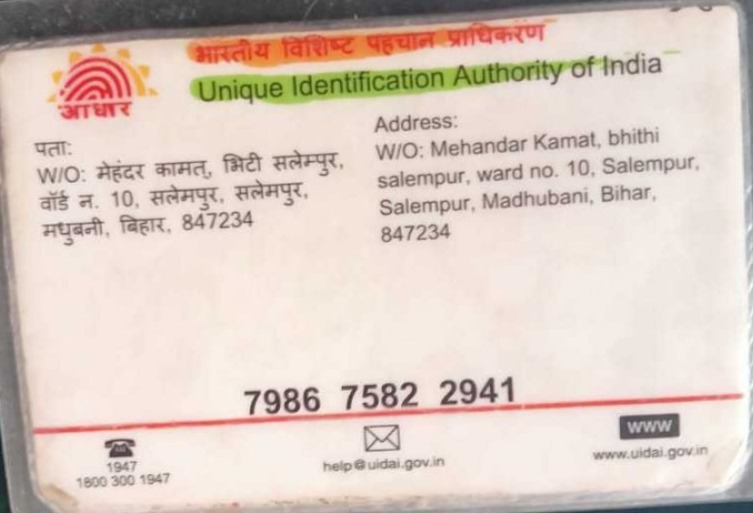 भारतीय विशिष्ट पहचान प्राधिकरण
Unique Identification Authority of India
आधार
पता:
W/O: मेहंदर कामत, भिटी सलेम्पुर,
वॉर्ड न. 10, सलेमपुर, सलेमपुर,
मधुबनी, बिहार, 847234
Address:
W/O: Mehandar Kamat, bhithi
salempur, ward no. 10, Salempur,
Salempur, Madhubani, Bihar,
847234
7986 7582 2941
1947
1800 300 1947
help@uidai.gov.in
www
www.uidai.gov.in